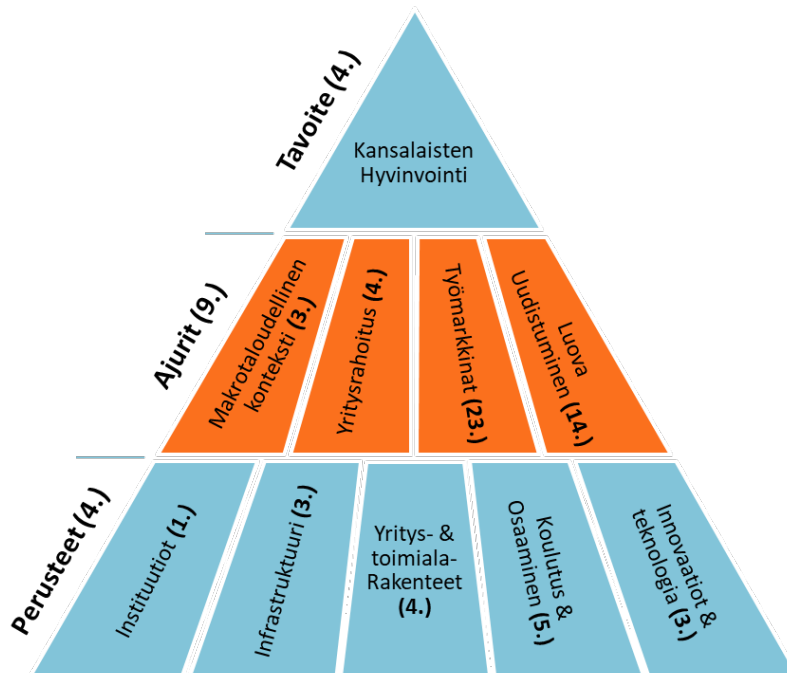 Tavoite (4.)
Kansalaisten
Hyvinvointi
Ajurit (9.)
Makrotaloudellinen
konteksti (3.)
Yritysrahoitus (4.)
Työmarkkinat (23.)
Luova
Uudistuminen (14.)
Perusteet (4.)
Instituutiot (1.)
Infrastruktuuri (3.)
Yritys- &
toimiala-
Rakenteet
(4.)
Koulutus &
Osaaminen (5.)
Innovaatiot &
teknologia (3.)